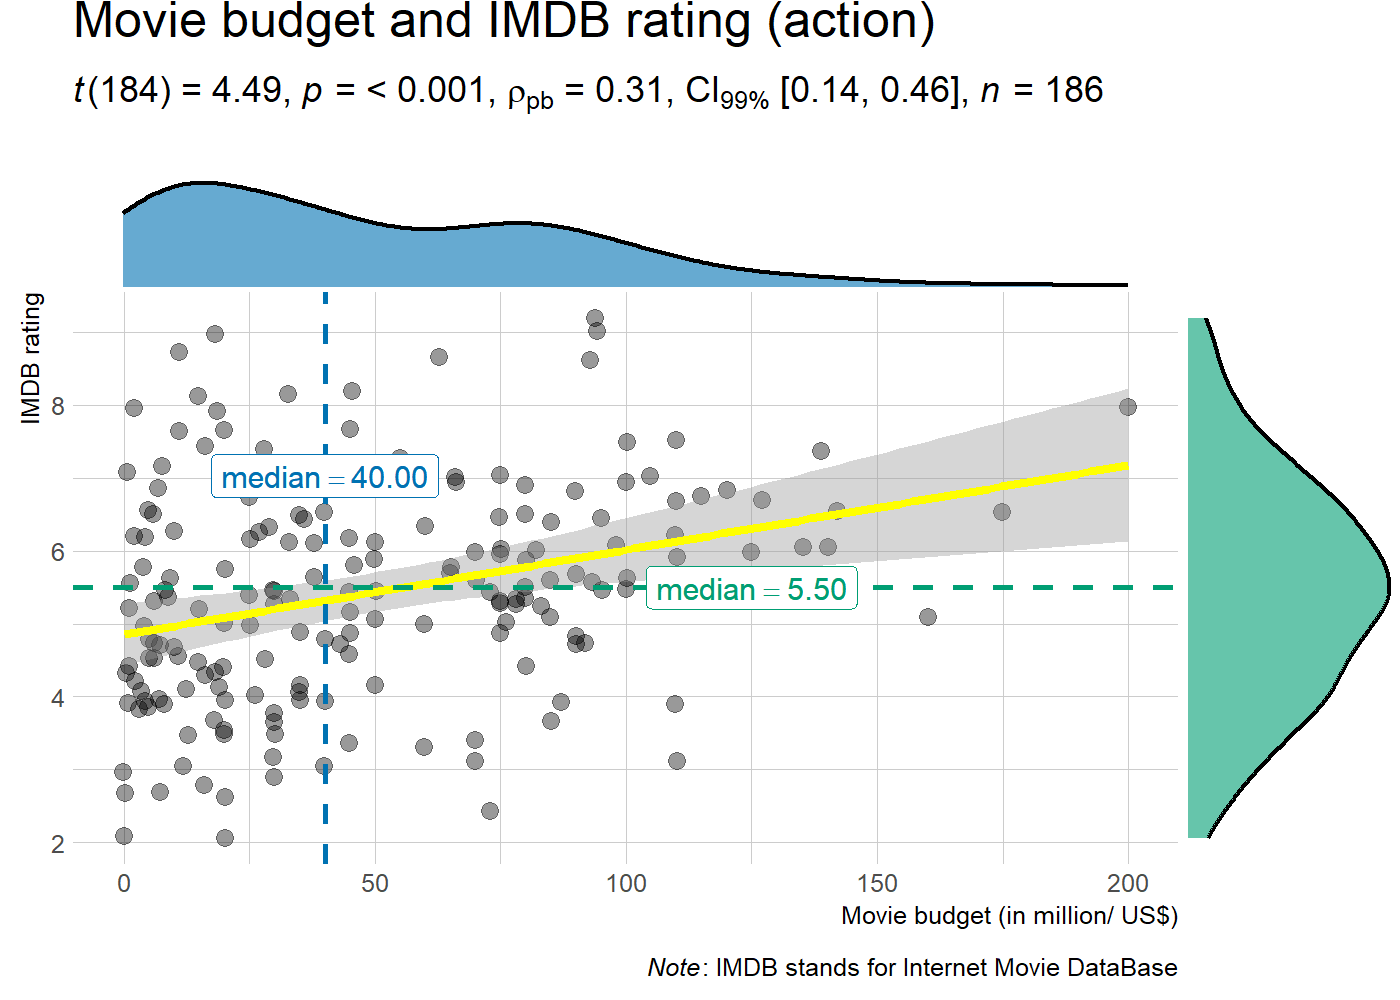 Movie budget and IMDB rating (action)
t(184) = 4.49, p = < 0.001, ρpb = 0.31, CI99% [0.14, 0.46], n = 186
IMDB rating
8
median = 40.00
6
median = 5.50
4
2
0 50 100 150 200
Movie budget (in million/ US$)
Note: IMDB stands for Internet Movie DataBase